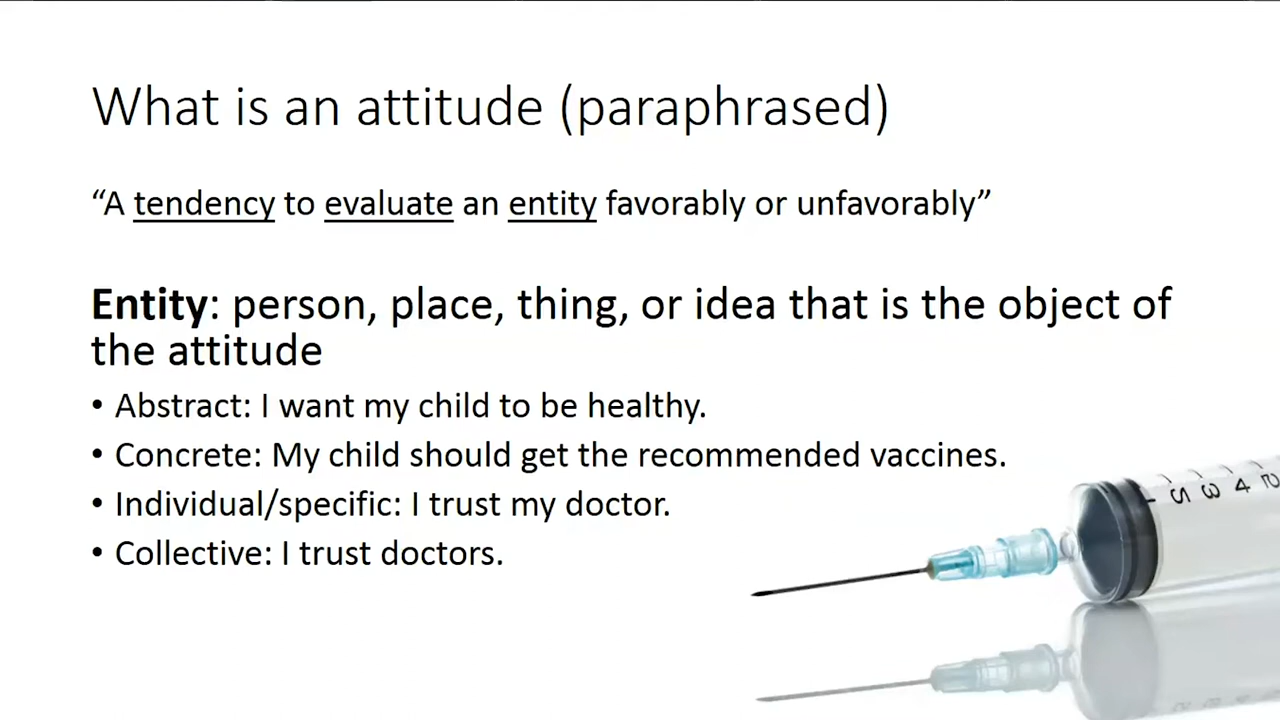 What is an attitude (paraphrased)
“A tendency to evaluate an entity favorably or unfavorably”
Entity: person, place, thing, or idea that is the object of
the attitude
• Abstract: I want my child to be healthy.
• Concrete: My child should get the recommended vaccines.
• Individual/specific: I trust my doctor.
• Collective: I trust doctors.